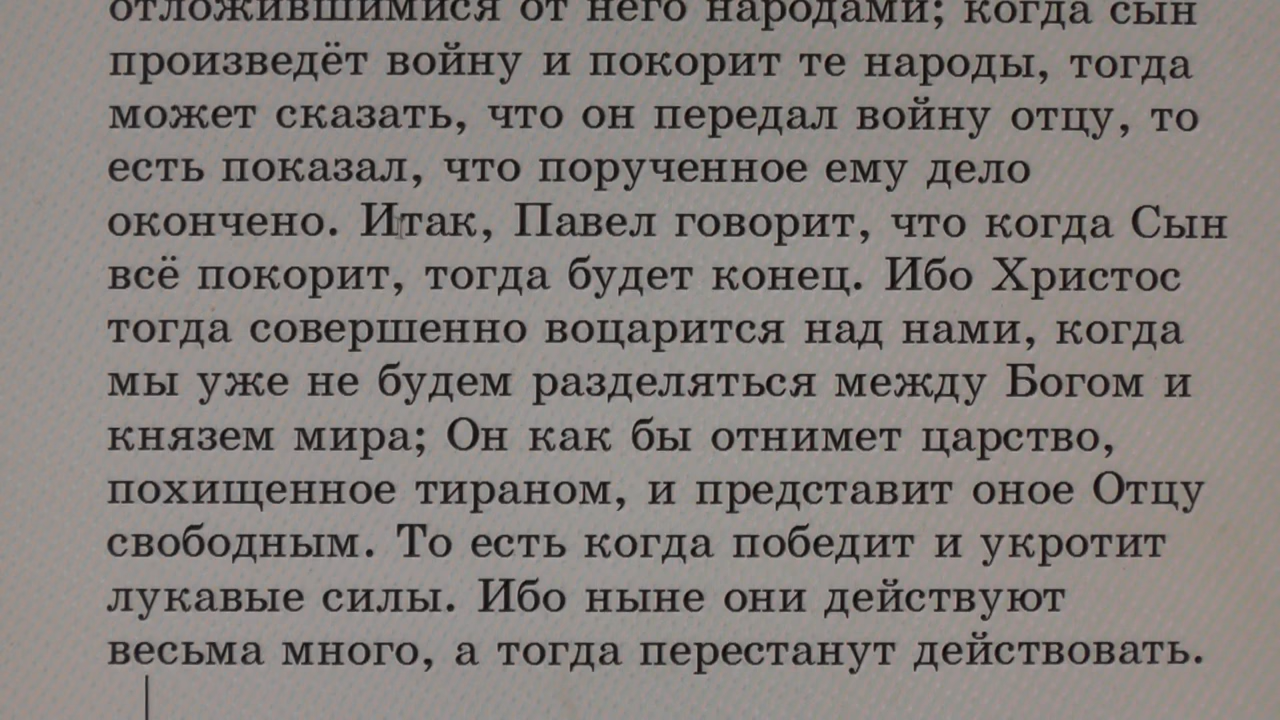 отложившимися от него народами; когда сын
произведёт войну и покорит те народы, тогда
может сказать, что он передал войну отцу, то
есть показал, что порученное ему дело
окончено. Итак, Павел говорит, что когда Сын
всё покорит, тогда будет конец. Ибо Христос
тогда совершенно воцарится над нами, когда
мы уже не будем разделяться между Богом и
князем мира; Он как бы отнимет царство,
похищенное тираном, и представит оное Отцу
свободным. То есть когда победит и укротит
лукавые силы. Ибо ныне они действуют
весьма много, а тогда перестанут действовать.